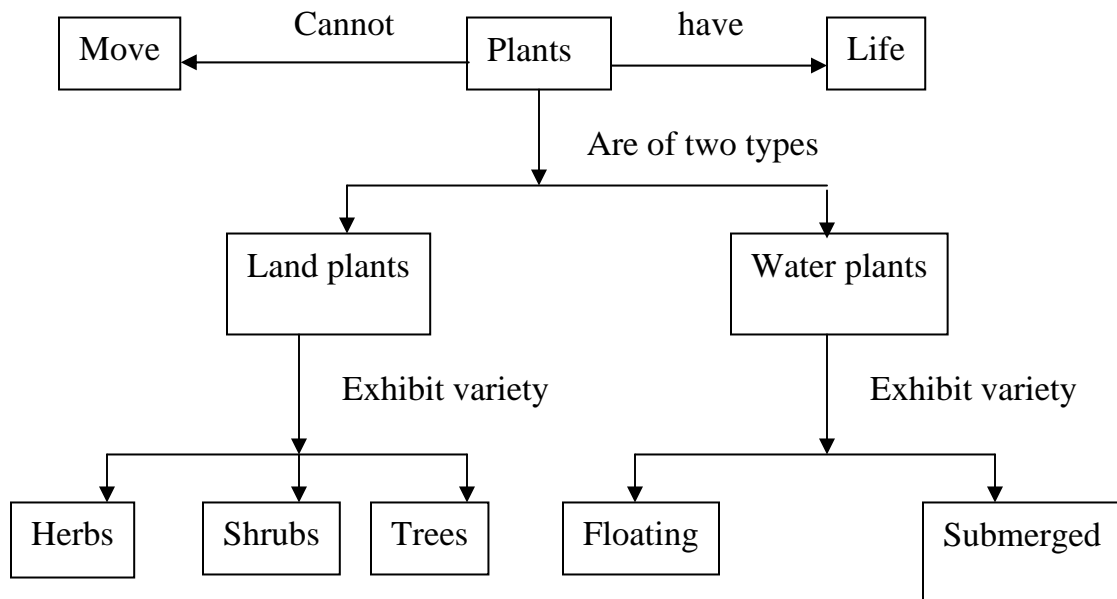 Move Cannot Plants have Life
Are of two types
Land plants Water plants
Exhibit variety Exhibit variety
Herbs Shrubs Trees Floating Submerged